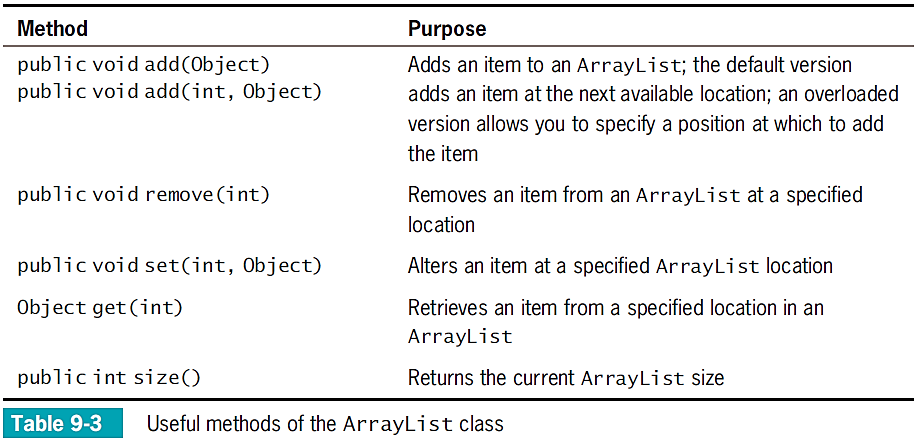 Method Purpose
public void add(Object) Adds an item to an ArrayList; the default version
public void add(int, Object) adds an item at the next available location; an overloaded
version allows you to specify a position at which to add
the item
public void remove(int) Removes an item from an ArrayList at a specified
location
public void set(int, Object) Alters an item at a specified ArrayList location
Object get(int) Retrieves an item from a specified location in an
ArrayList
public int size() Returns the current ArrayList size
Table 9-3 Useful methods of the ArrayList class